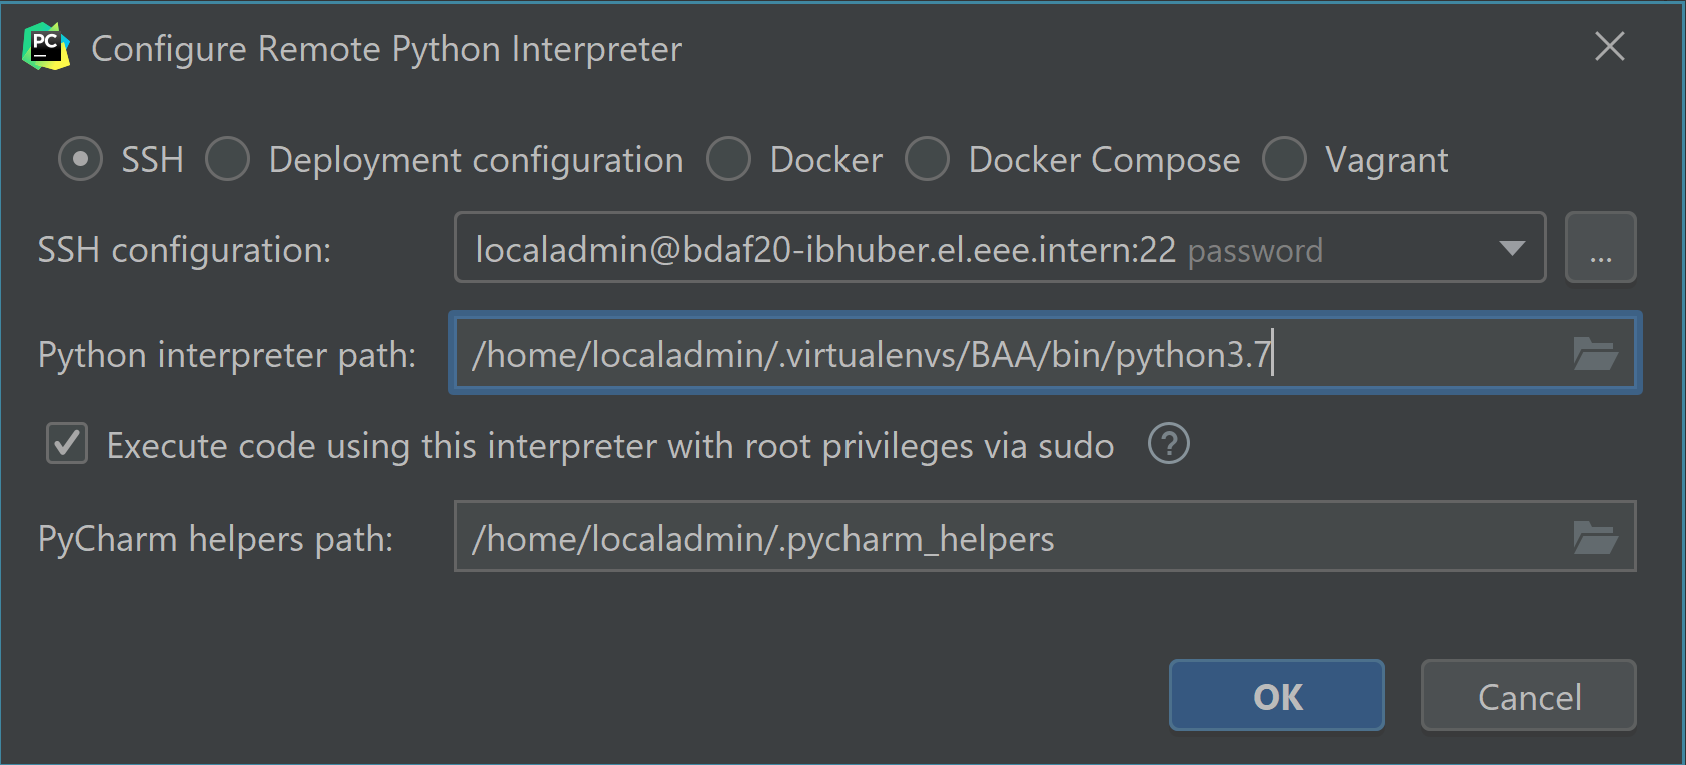 PC
Configure Remote Python Interpreter
SSH Deployment configuration Docker Docker Compose Vagrant
SSH configuration: localadmin@bdaf20-ibhuber.el.eee.intern:22 password ...
Python interpreter path: /home/localadmin/.virtualenvs/BAA/bin/python3.7
Execute code using this interpreter with root privileges via sudo ?
PyCharm helpers path: /home/localadmin/.pycharm_helpers
OK Cancel